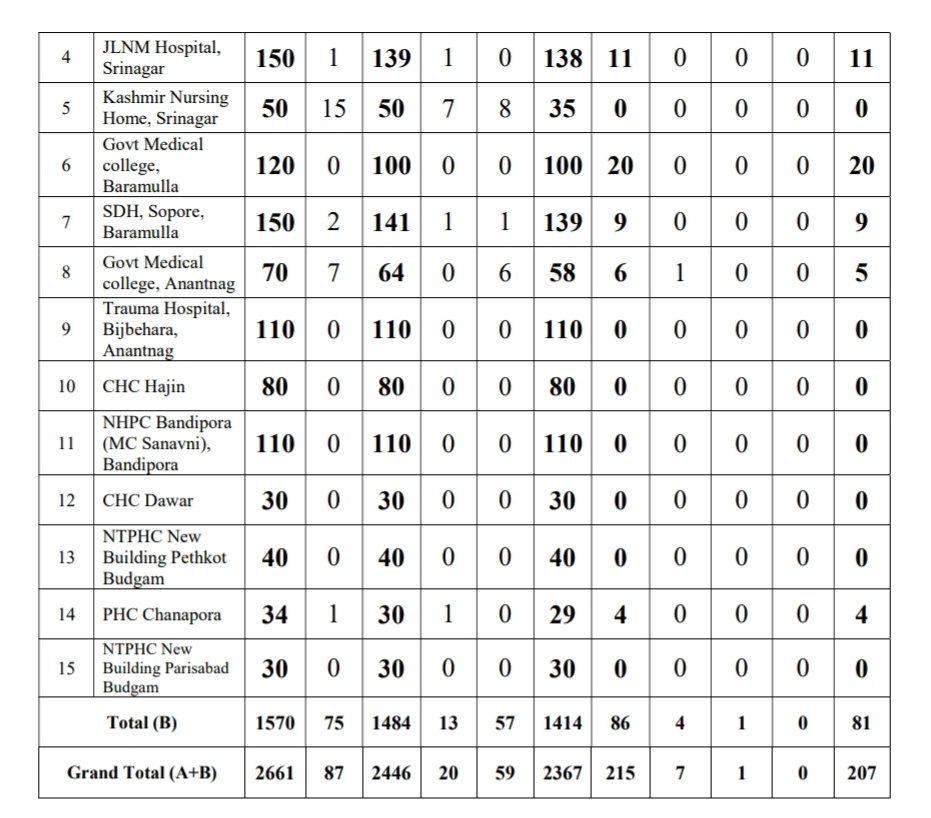 4 JLNM Hospital, Srinagar 150 1 139 1 0 138 11 0 0 0 11
5 Kashmir Nursing Home, Srinagar 50 15 50 7 8 35 0 0 0 0 0
6 Govt Medical college, Baramulla 120 0 100 0 0 100 20 0 0 0 20
7 SDH, Sopore, Baramulla 150 2 141 1 1 139 9 0 0 0 9
8 Govt Medical college, Anantnag 70 7 64 0 6 58 6 1 0 0 5
9 Trauma Hospital, Bijbehara, Anantnag 110 0 110 0 0 110 0 0 0 0 0
10 CHC Hajin 80 0 80 0 0 80 0 0 0 0 0
11 NHPC Bandipora (MC Sanavni), Bandipora 110 0 110 0 0 110 0 0 0 0 0
12 CHC Dawar 30 0 30 0 0 30 0 0 0 0 0
13 NTPHC New Building Pethkot Budgam 40 0 40 0 0 40 0 0 0 0 0
14 PHC Chanapora 34 1 30 1 0 29 4 0 0 0 4
15 NTPHC New Building Parisabad Budgam 30 0 30 0 0 30 0 0 0 0 0
Total (B) 1570 75 1484 13 57 1414 86 4 1 0 81
Grand Total (A+B) 2661 87 2446 20 59 2367 215 7 1 0 207